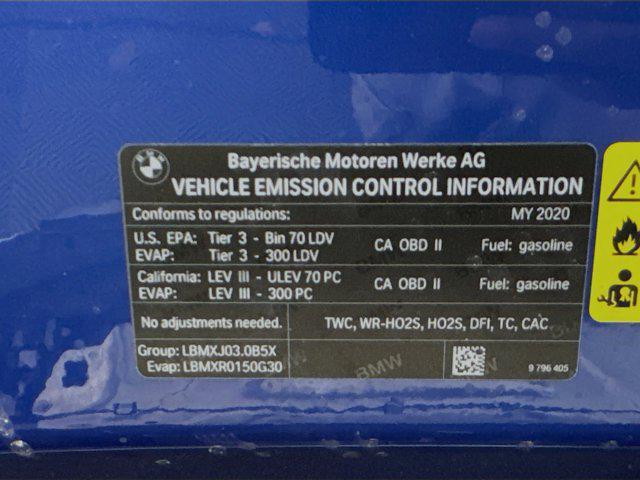 BMW
Bayerische Motoren Werke AG
VEHICLE EMISSION CONTROL INFORMATION
Conforms to regulations: MY 2020
U.S. EPA: Tier 3 - Bin 70 LDV CA OBD II Fuel: gasoline
EVAP: Tier 3 - 300 LDV
California: LEV III - ULEV 70 PC CA OBD II Fuel: gasoline
EVAP: LEV III - 300 PC
No adjustments needed. TWC, WR-HO2S, HO2S, DFI, TC, CAC
Group: LBMXJ03.0B5X
Evap: LBMXR0150G30
BMW
9 796 405